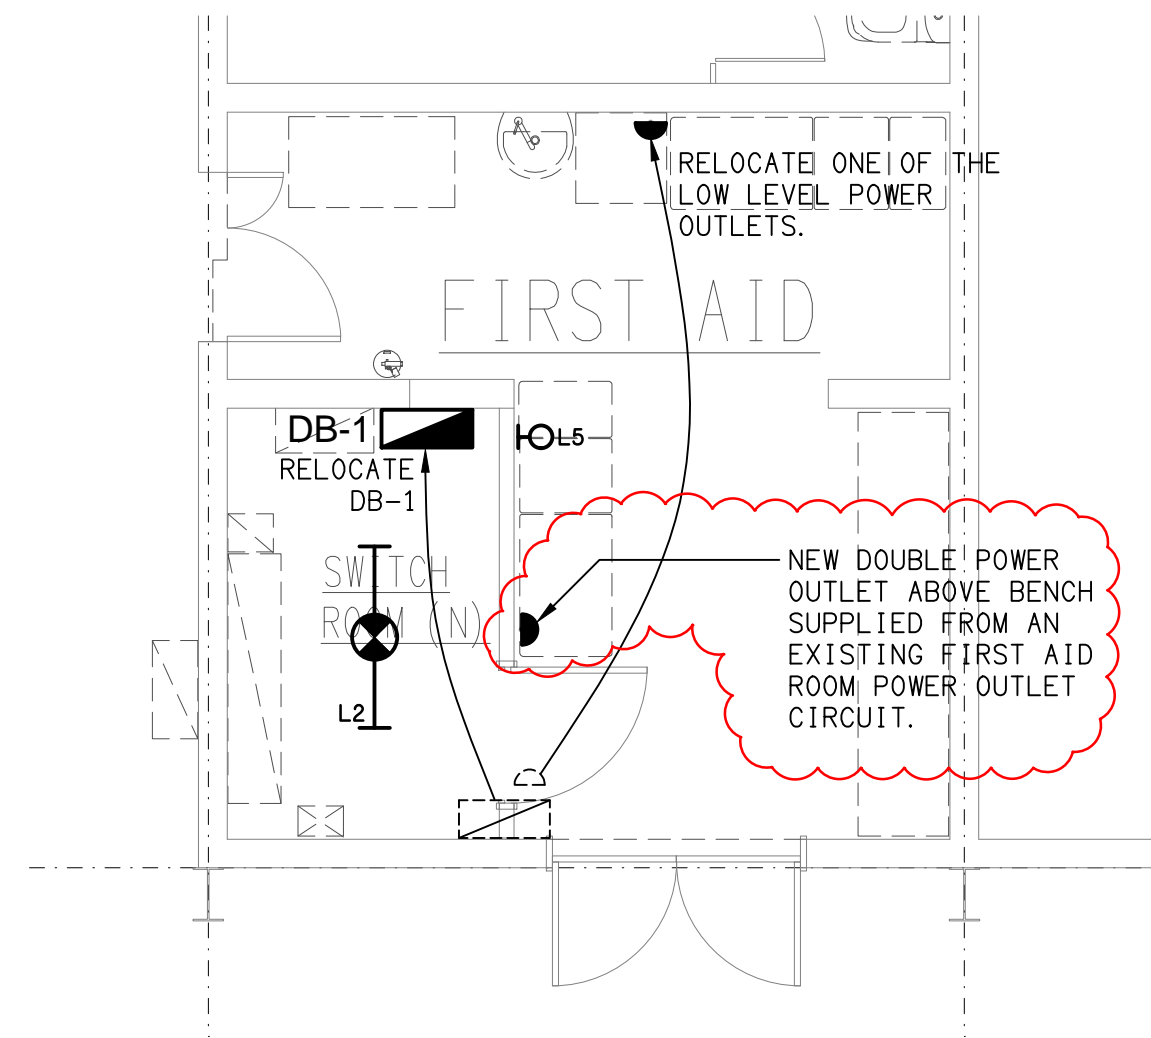 RELOCATE ONE OF THE
LOW LEVEL POWER
OUTLETS.
FIRST AID
DB-1
L5
RELOCATE
DB-1
SWITCH
ROOM (N)
L2
NEW DOUBLE POWER
OUTLET ABOVE BENCH
SUPPLIED FROM AN
EXISTING FIRST AID
ROOM POWER OUTLET
CIRCUIT.